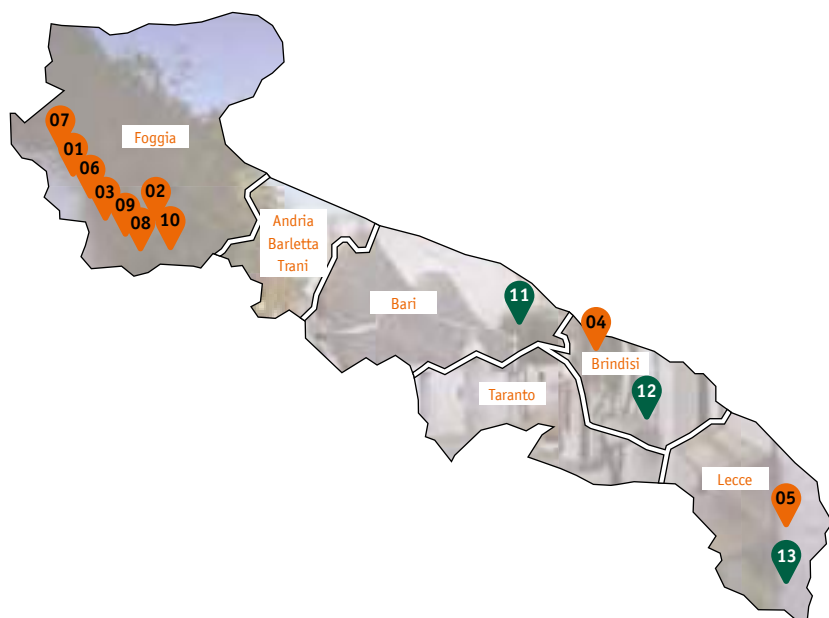 07
Foggia
01
06
03
02
09
08
10
Andria
Barletta
Trani
Bari
11
04
Brindisi
12
Taranto
Lecce
05
13